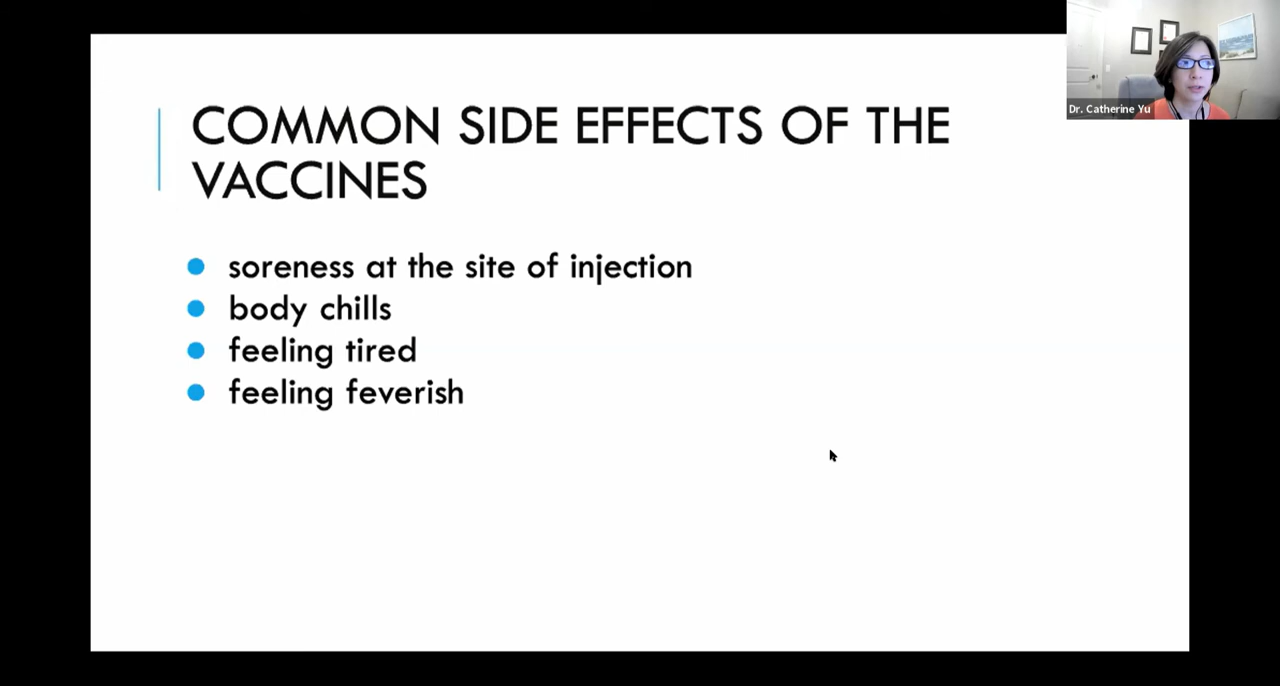 COMMON SIDE EFFECTS OF THE
VACCINES
soreness at the site of injection
body chills
feeling tired
feeling feverish
Dr. Catherine Yu